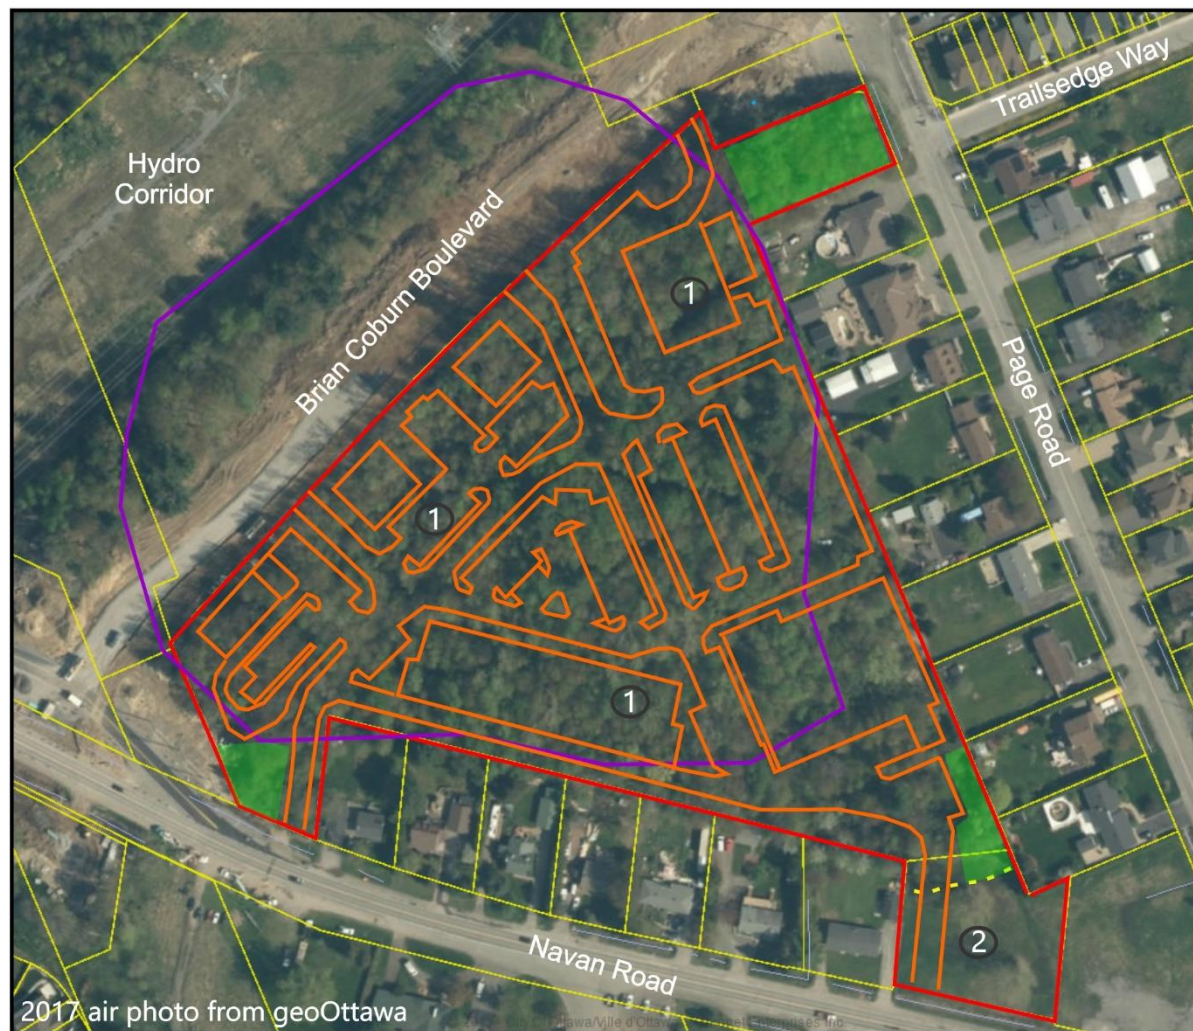 Trailsedge Way
Hydro
Corridor
Brian Coburn Boulevard
1
Page Road
1
1
Navan Road
2
2017 air photo from geoOttawa